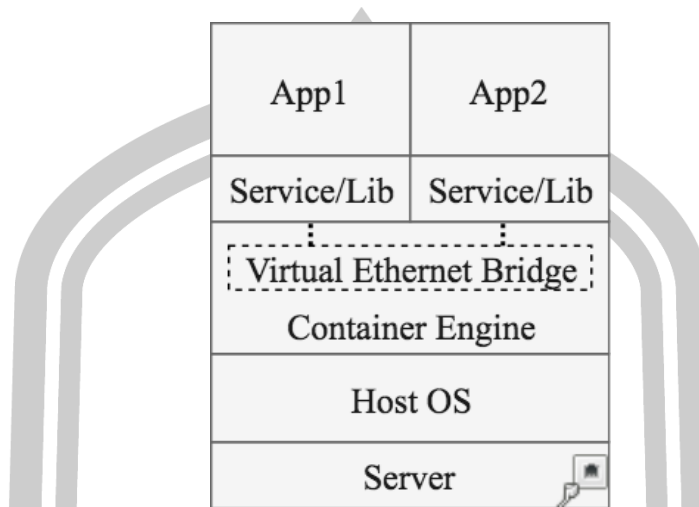 App1 App2
Service/Lib Service/Lib
Virtual Ethernet Bridge
Container Engine
Host OS
Server